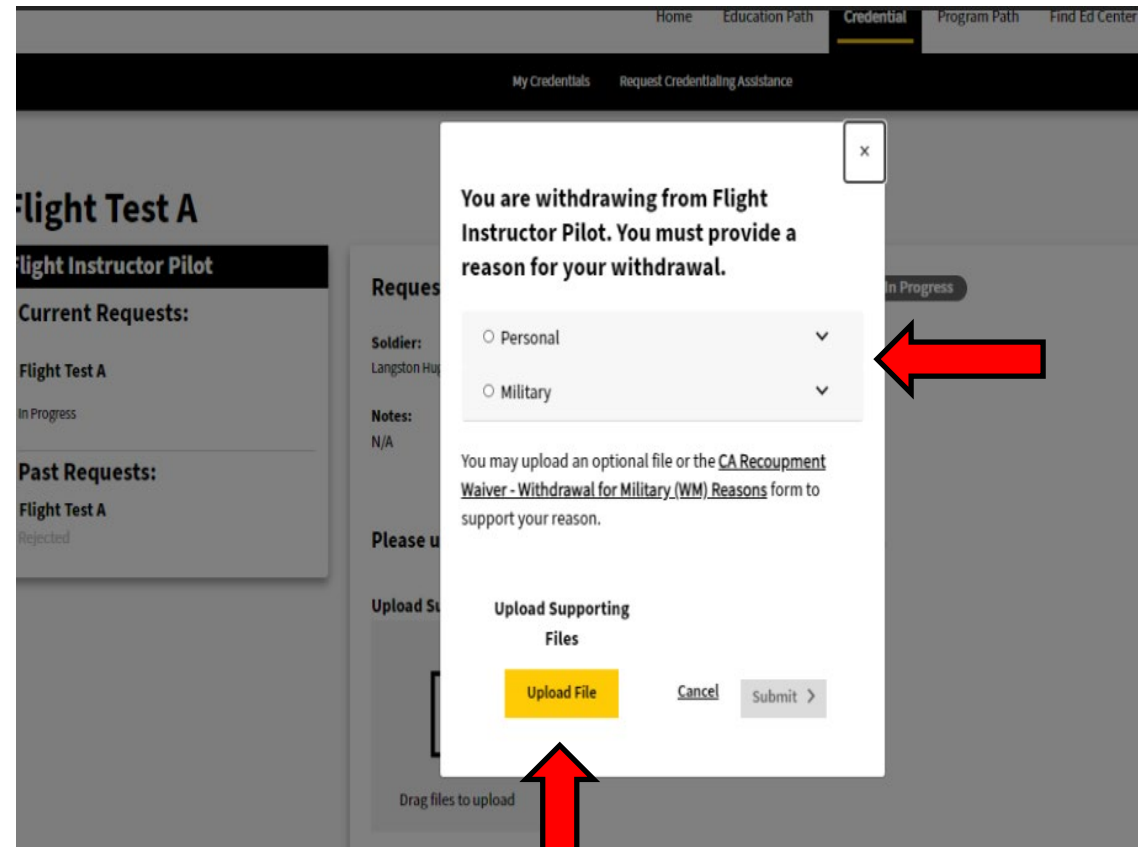 Home Education Path Credential Program Path Find Ed Center
My Credentials Request Credentialing Assistance
×
Flight Test A
Flight Instructor Pilot
Current Requests:
Flight Test A
In Progress
Past Requests:
Flight Test A
Rejected
Reques
In Progress
Soldier:
Langston Hug
Notes:
N/A
Please u
Upload Su
Drag files to upload
You are withdrawing from Flight
Instructor Pilot. You must provide a
reason for your withdrawal.
Personal
Military
You may upload an optional file or the CA Recoupment
Waiver - Withdrawal for Military (WM) Reasons form to
support your reason.
Upload Supporting
Files
Upload File Cancel Submit >